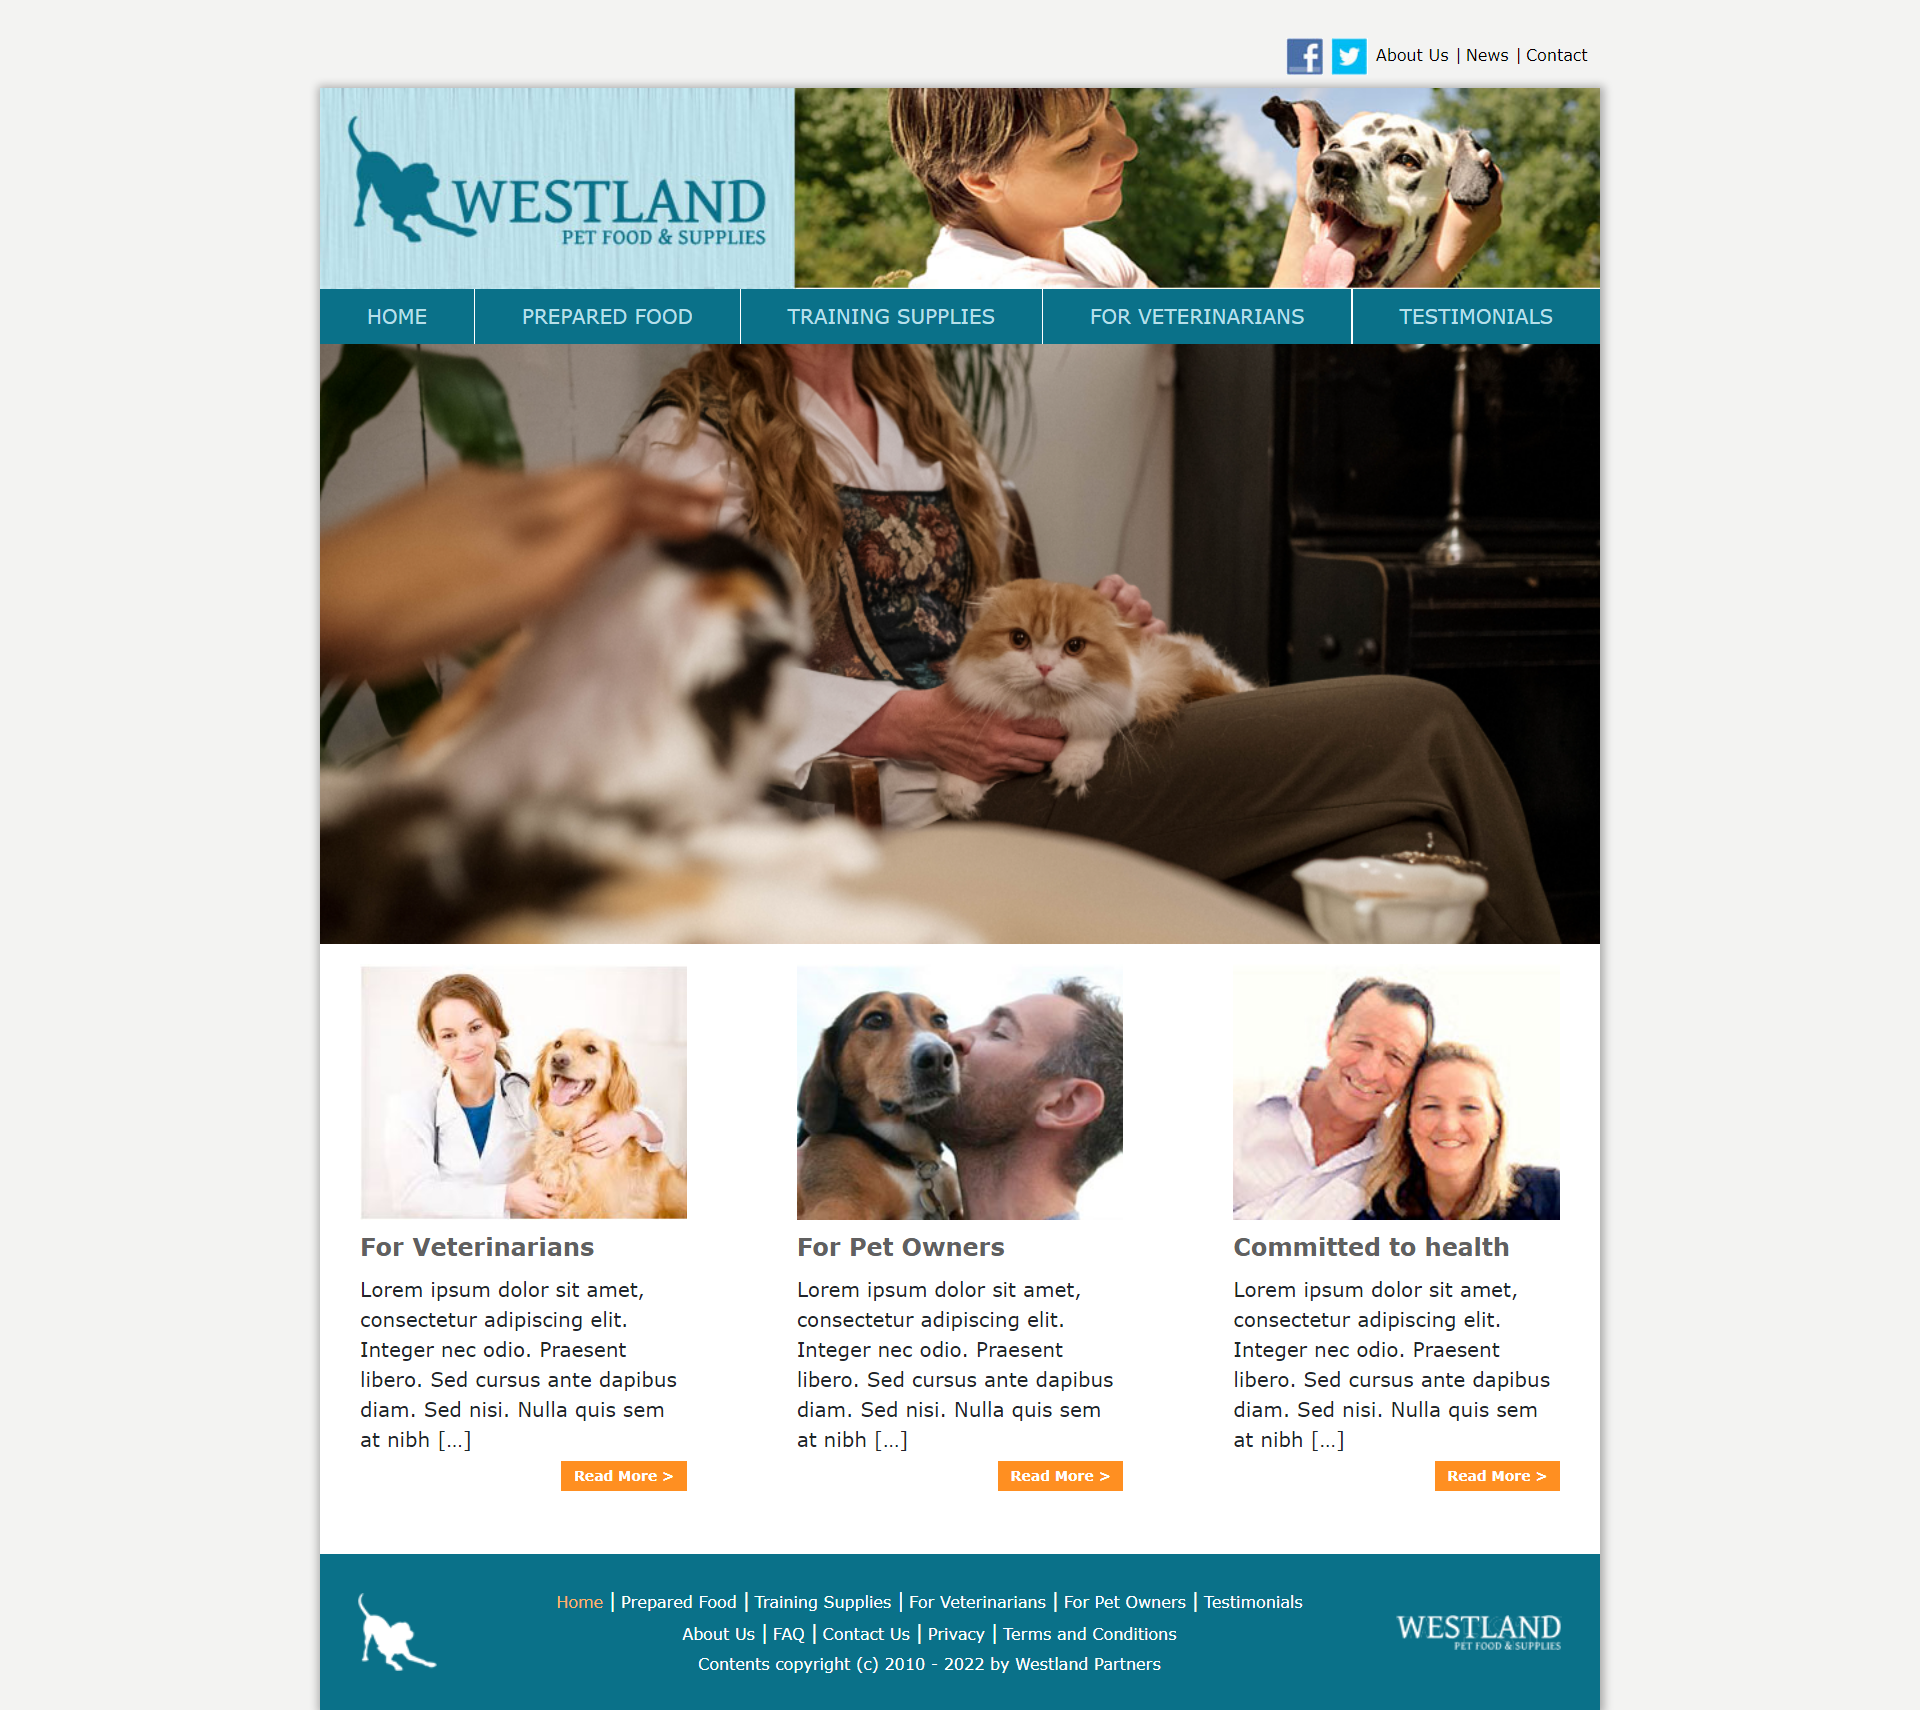 About Us | News | Contact
WESTLAND
PET FOOD & SUPPLIES
HOME
PREPARED FOOD
TRAINING SUPPLIES
FOR VETERINARIANS
TESTIMONIALS
For Veterinarians
Lorem ipsum dolor sit amet,
consectetur adipiscing elit.
Integer nec odio. Praesent
libero. Sed cursus ante dapibus
diam. Sed nisi. Nulla quis sem
at nibh [...]
Read More >
For Pet Owners
Lorem ipsum dolor sit amet,
consectetur adipiscing elit.
Integer nec odio. Praesent
libero. Sed cursus ante dapibus
diam. Sed nisi. Nulla quis sem
at nibh [...]
Read More >
Committed to health
Lorem ipsum dolor sit amet,
consectetur adipiscing elit.
Integer nec odio. Praesent
libero. Sed cursus ante dapibus
diam. Sed nisi. Nulla quis sem
at nibh [...]
Read More >
Home | Prepared Food | Training Supplies | For Veterinarians | For Pet Owners | Testimonials
About Us | FAQ | Contact Us | Privacy | Terms and Conditions
Contents copyright (c) 2010 - 2022 by Westland Partners
WESTLAND
PET FOOD & SUPPLIES